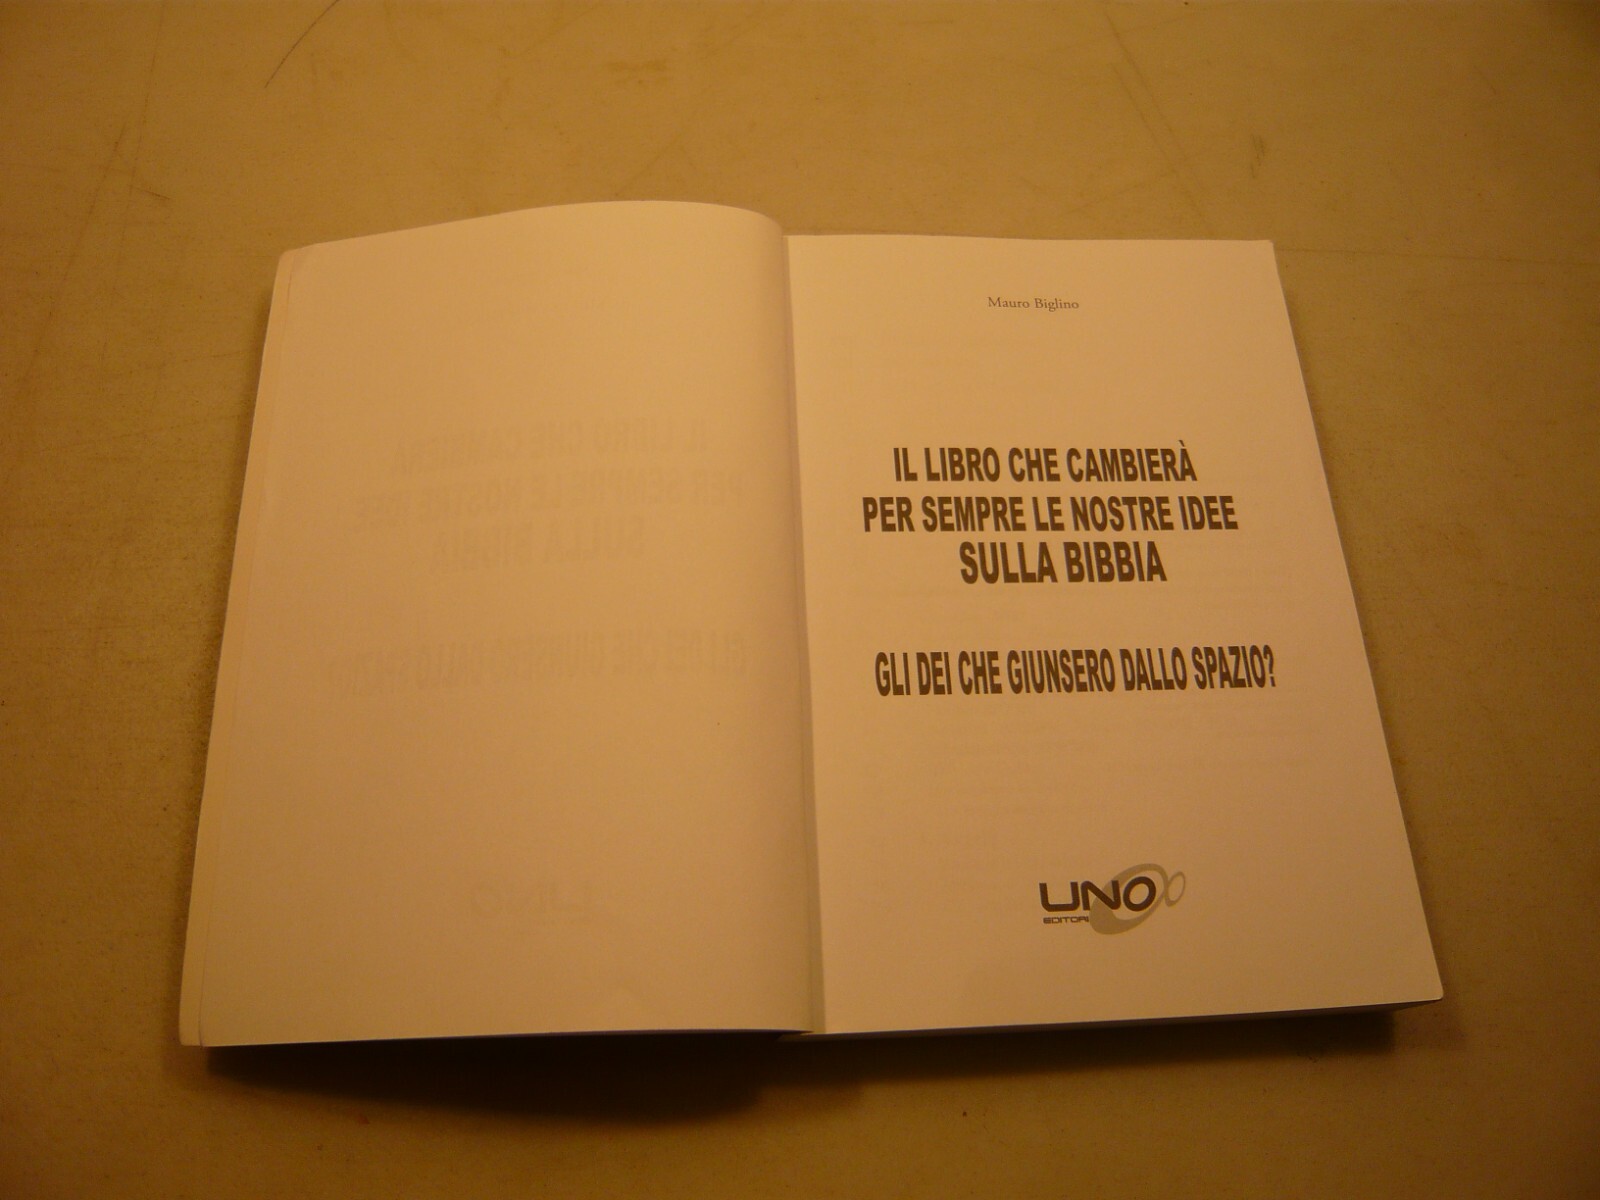 Mauro Biglino
IL LIBRO CHE CAMBIERÀ
PER SEMPRE LE NOSTRE IDEE
SULLA BIBBIA
GLI DEI CHE GIUNSERO DALLO SPAZIO?
UNO
EDITORI